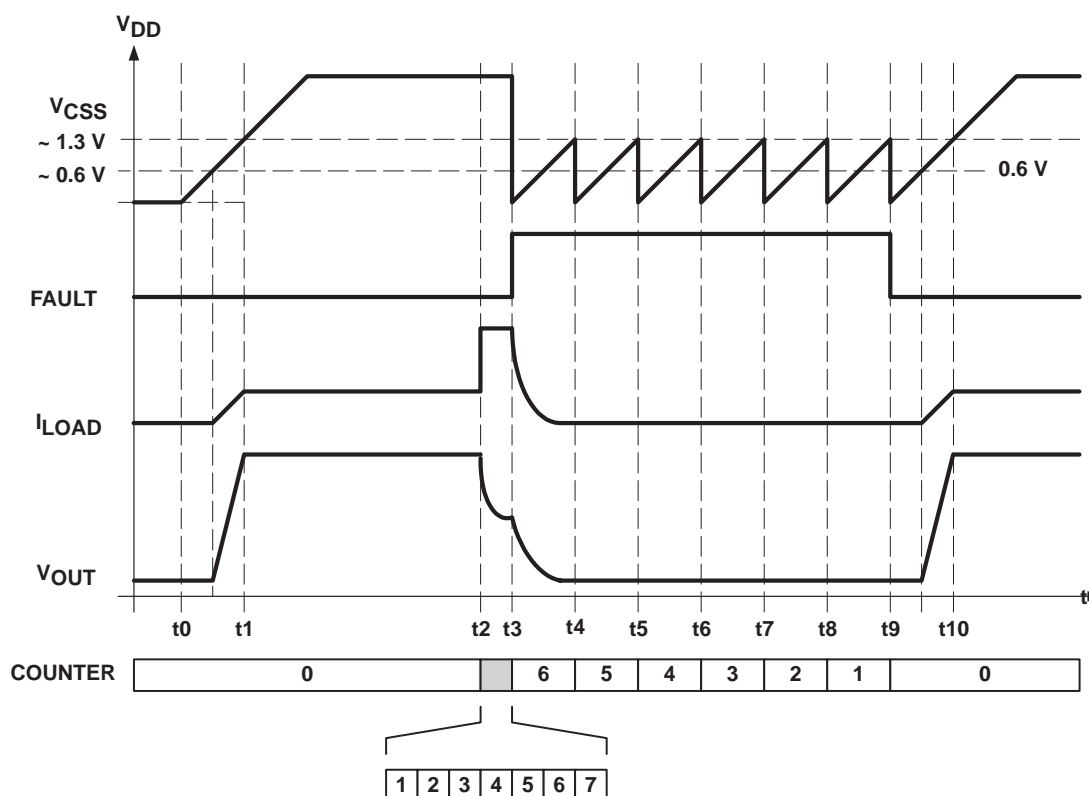 VDD
VCSS
~ 1.3 V
~ 0.6 V
0.6 V
FAULT
ILOAD
VOUT
t
t0 t1 t2 t3 t4 t5 t6 t7 t8 t9 t10
COUNTER 0 6 5 4 3 2 1 0
1 2 3 4 5 6 7